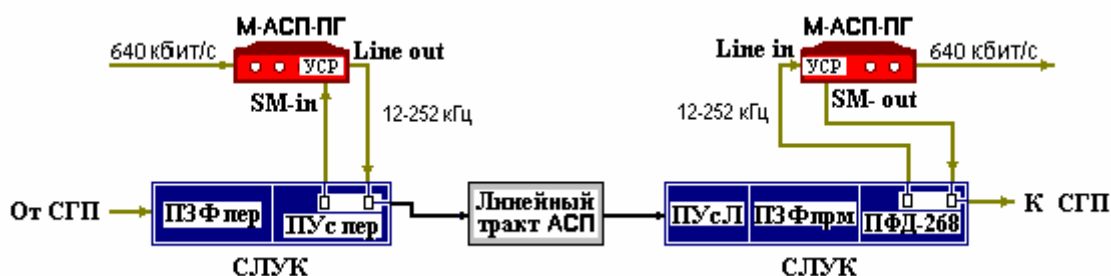 М-АСП-ПГ
М-АСП-ПГ
640 кбит/с
УСР
Line out
Line in
УСР
640 кбит/с
SM-in
SM- out
12-252 кГц
12-252 кГц
От СГП
ПЗФ пер
ПУс пер
Линейный
тракт АСП
ПУсЛ
ПЗФпрм
ПФД-268
К СГП
СЛУК
СЛУК